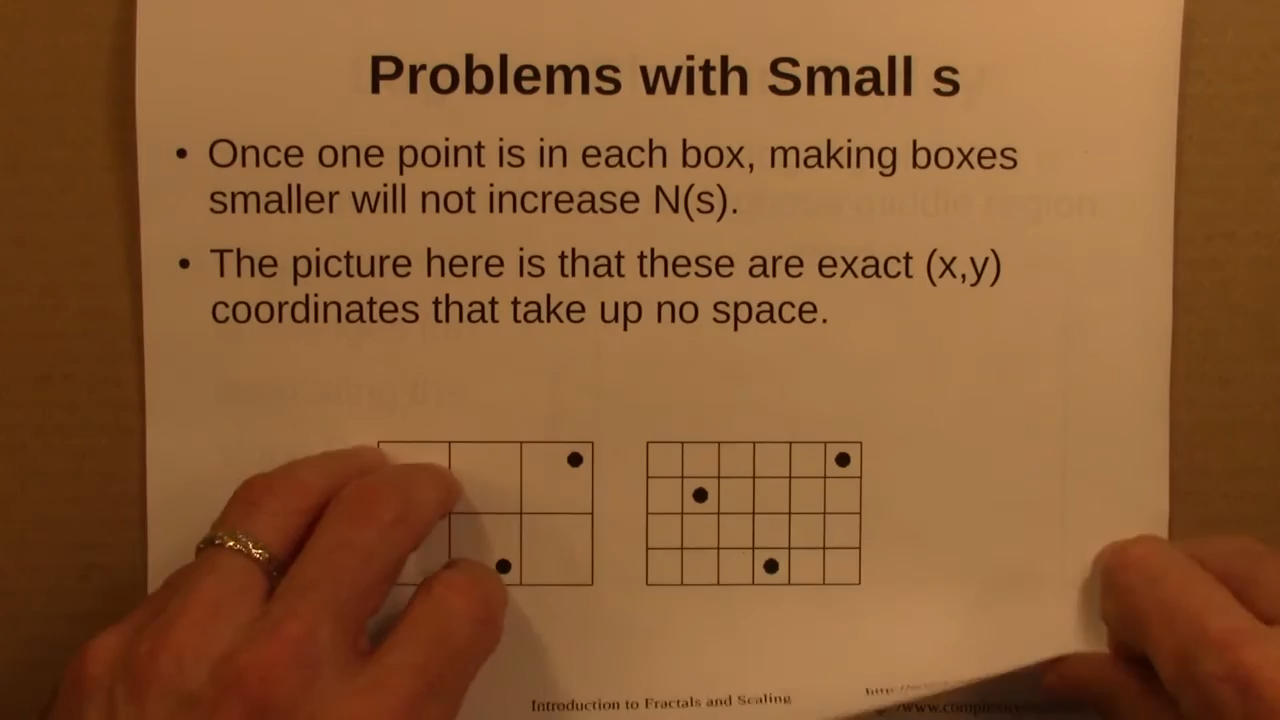 Problems with Small s
• Once one point is in each box, making boxes
smaller will not increase N(s).
• The picture here is that these are exact (x,y)
coordinates that take up no space.
Introduction to Fractals and Scaling